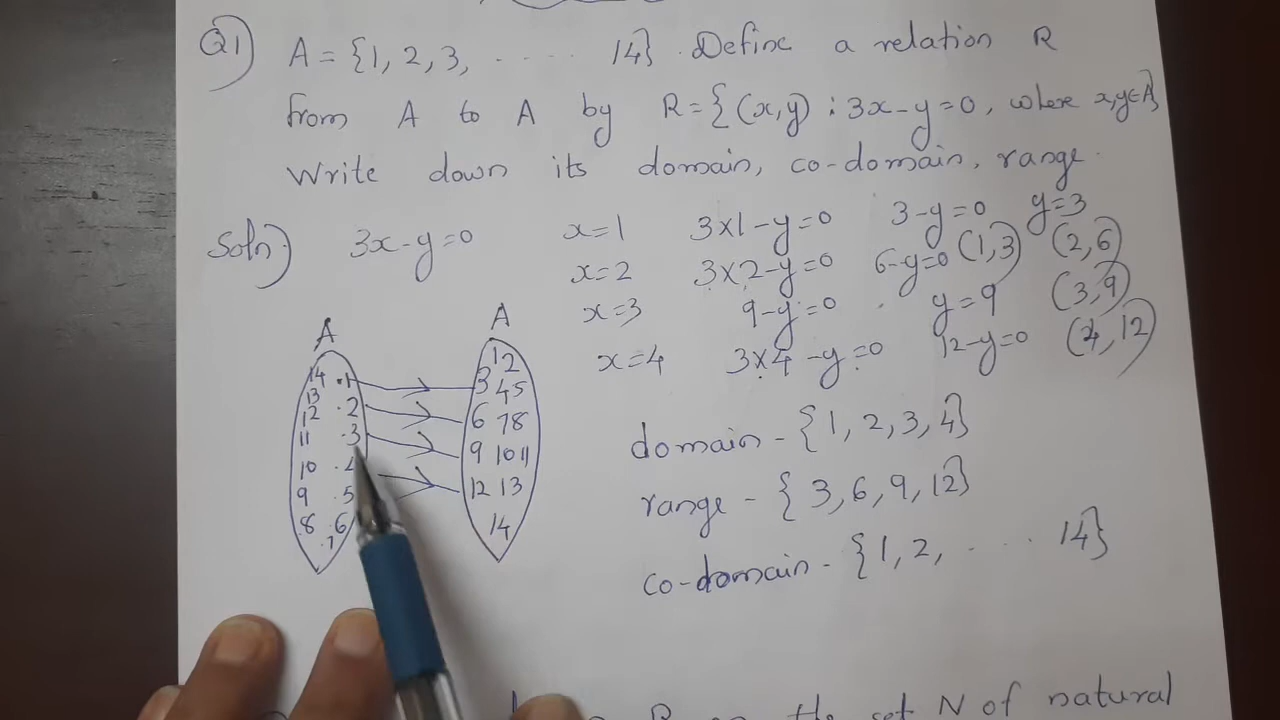 Q1) A = {1, 2, 3, ..... 14}. Define a relation R
from A to A by R = {(x,y) : 3x-y=0, where x,y∈A}
Write down its domain, co-domain, range.
Soln) 3x-y=0 x=1 3×1-y=0 3-y=0 y=3
x=2 3×2-y=0 6-y=0 (1,3) (2,6)
x=3 9-y=0 y=9 (3,9)
x=4 3×4-y=0 12-y=0 (4,12)
A A
14 .1 1 2
13 3 4 5
12 .2 6 7 8
11 .3 9 10 11
10 .4 12 13
9 .5 14
8 .6
.7
domain - {1, 2, 3, 4}
range - {3, 6, 9, 12}
co-domain - {1, 2, .... 14}
R on the set N of natural